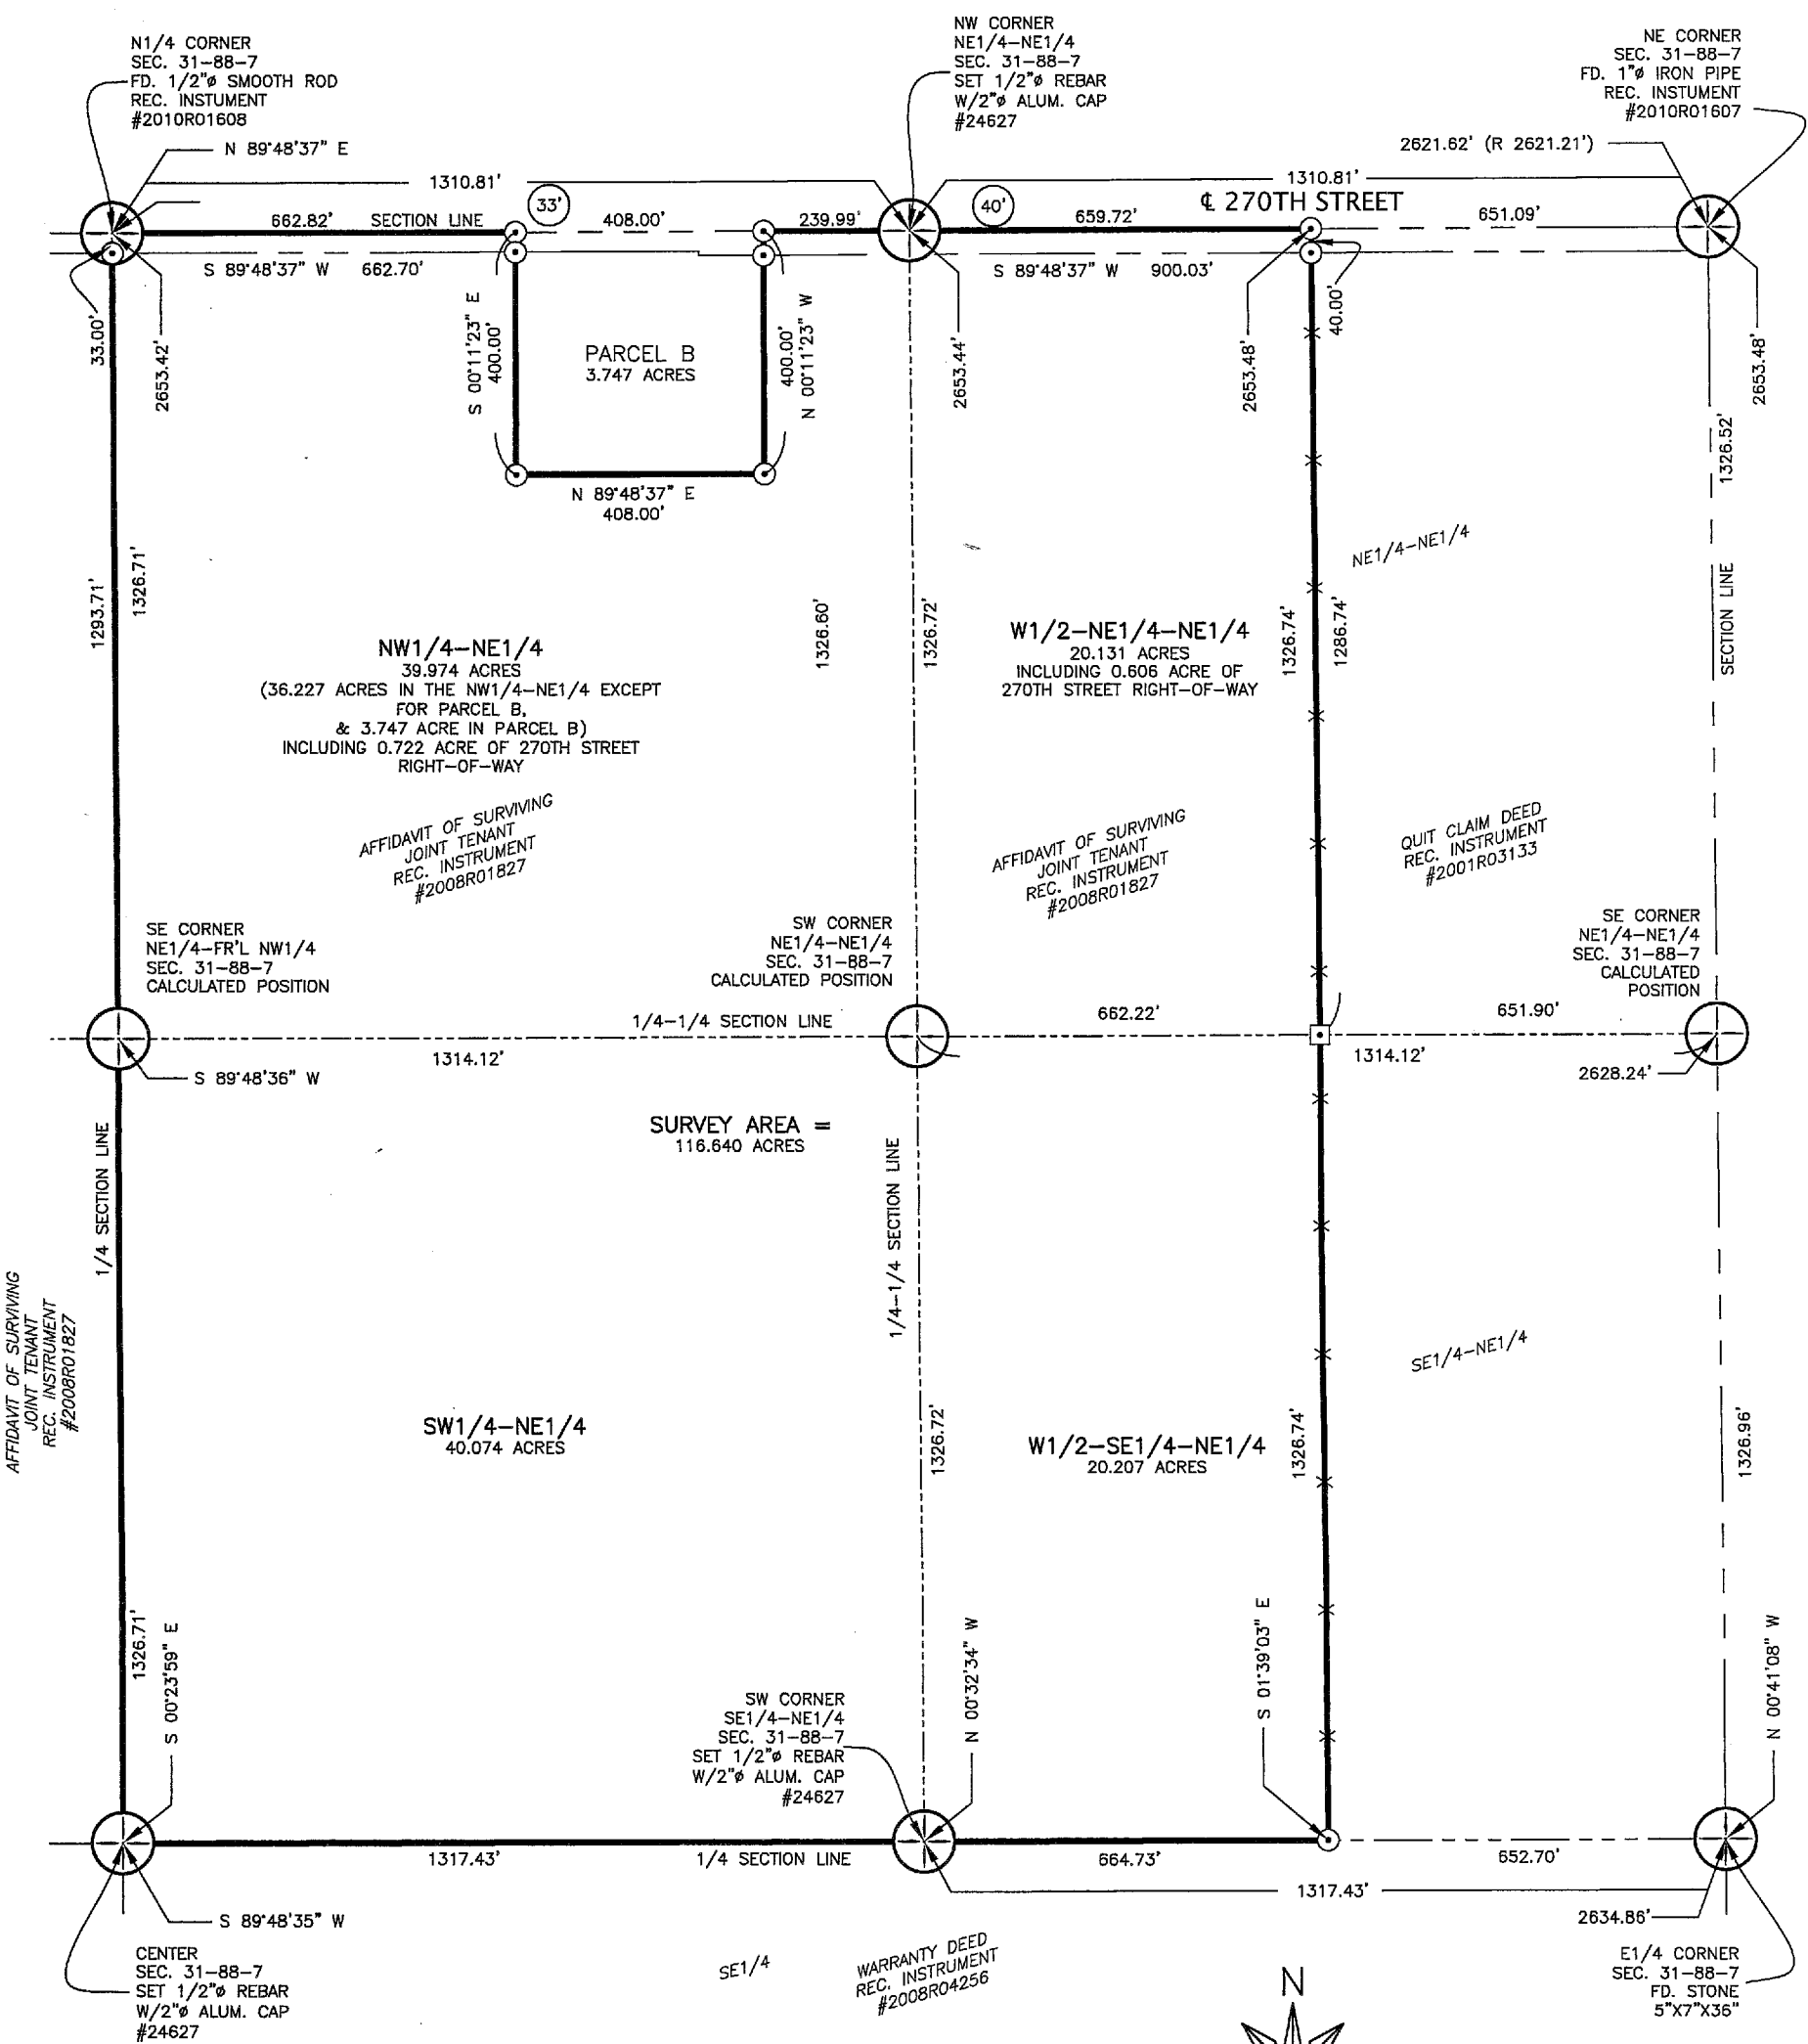 N1/4 CORNER
SEC. 31-88-7
FD. 1/2"ø SMOOTH ROD
REC. INSTUMENT
#2010R01608
NW CORNER
NE1/4-NE1/4
SEC. 31-88-7
SET 1/2"ø REBAR
W/2"ø ALUM. CAP
#24627
NE CORNER
SEC. 31-88-7
FD. 1"ø IRON PIPE
REC. INSTUMENT
#2010R01607
N 89°48'37" E
2621.62' (R 2621.21')
1310.81'
1310.81'
33'
40'
℄ 270TH STREET
662.82'
SECTION LINE
408.00'
239.99'
659.72'
651.09'
S 89°48'37" W 662.70'
S 89°48'37" W 900.03'
33.00'
2653.42'
S 00°11'23" E
400.00'
PARCEL B
3.747 ACRES
400.00'
N 00°11'23" W
2653.44'
2653.48'
40.00'
2653.48'
1326.52'
N 89°48'37" E
408.00'
NE1/4-NE1/4
1293.71'
1326.71'
1326.60'
1326.72'
1326.74'
1286.74'
SECTION LINE
NW1/4-NE1/4
39.974 ACRES
(36.227 ACRES IN THE NW1/4-NE1/4 EXCEPT
FOR PARCEL B,
& 3.747 ACRE IN PARCEL B)
INCLUDING 0.722 ACRE OF 270TH STREET
RIGHT-OF-WAY
W1/2-NE1/4-NE1/4
20.131 ACRES
INCLUDING 0.606 ACRE OF
270TH STREET RIGHT-OF-WAY
AFFIDAVIT OF SURVIVING
JOINT TENANT
REC. INSTRUMENT
#2008R01827
AFFIDAVIT OF SURVIVING
JOINT TENANT
REC. INSTRUMENT
#2008R01827
QUIT CLAIM DEED
REC. INSTRUMENT
#2001R03133
SE CORNER
NE1/4-FR'L NW1/4
SEC. 31-88-7
CALCULATED POSITION
SW CORNER
NE1/4-NE1/4
SEC. 31-88-7
CALCULATED POSITION
SE CORNER
NE1/4-NE1/4
SEC. 31-88-7
CALCULATED
POSITION
1/4-1/4 SECTION LINE
662.22'
651.90'
1314.12'
1314.12'
S 89°48'36" W
2628.24'
SURVEY AREA =
116.640 ACRES
1/4 SECTION LINE
1/4-1/4 SECTION LINE
AFFIDAVIT OF SURVIVING
JOINT TENANT
REC. INSTRUMENT
#2008R01827
SE1/4-NE1/4
SW1/4-NE1/4
40.074 ACRES
1326.72'
W1/2-SE1/4-NE1/4
20.207 ACRES
1326.74'
1326.96'
1326.71'
S 00°23'59" E
N 00°32'34" W
S 01°39'03" E
N 00°41'08" W
SW CORNER
SE1/4-NE1/4
SEC. 31-88-7
SET 1/2"ø REBAR
W/2"ø ALUM. CAP
#24627
1317.43'
1/4 SECTION LINE
664.73'
652.70'
1317.43'
S 89°48'35" W
2634.86'
CENTER
SEC. 31-88-7
SET 1/2"ø REBAR
W/2"ø ALUM. CAP
#24627
SE1/4
WARRANTY DEED
REC. INSTRUMENT
#2008R04256
N
E1/4 CORNER
SEC. 31-88-7
FD. STONE
5"X7"X36"